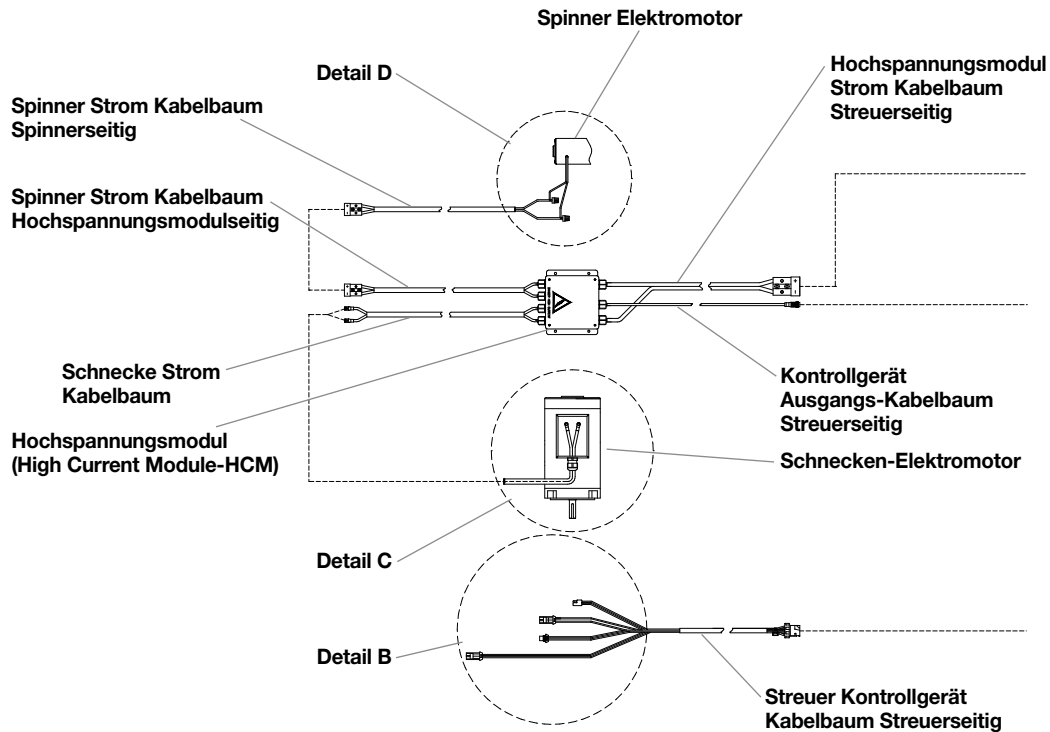 Spinner Elektromotor
Detail D
Hochspannungsmodul
Strom Kabelbaum
Streuerseitig
Spinner Strom Kabelbaum
Spinnerseitig
Spinner Strom Kabelbaum
Hochspannungsmodulseitig
Schnecke Strom
Kabelbaum
Kontrollgerät
Ausgangs-Kabelbaum
Streuerseitig
Hochspannungsmodul
(High Current Module-HCM)
Schnecken-Elektromotor
Detail C
Detail B
Streuer Kontrollgerät
Kabelbaum Streuerseitig